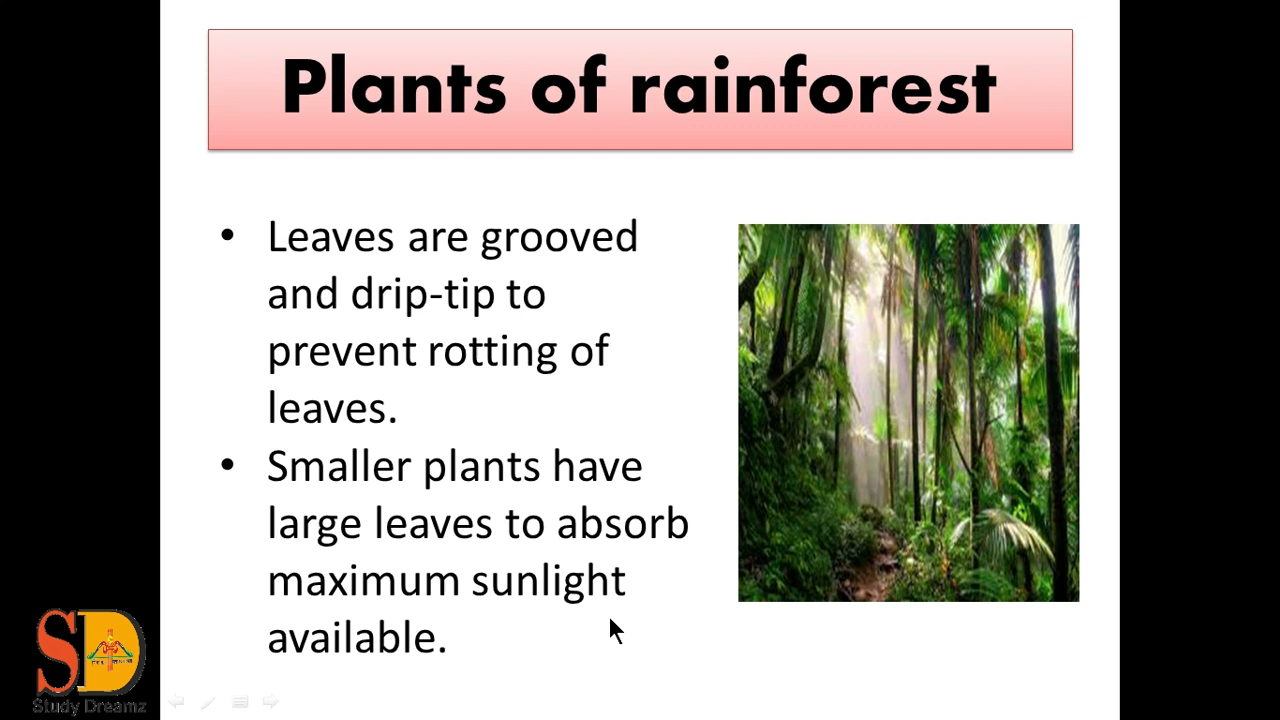 Plants of rainforest
• Leaves are grooved
and drip-tip to
prevent rotting of
leaves.
• Smaller plants have
large leaves to absorb
maximum sunlight
available.
SD
Study Dreamz